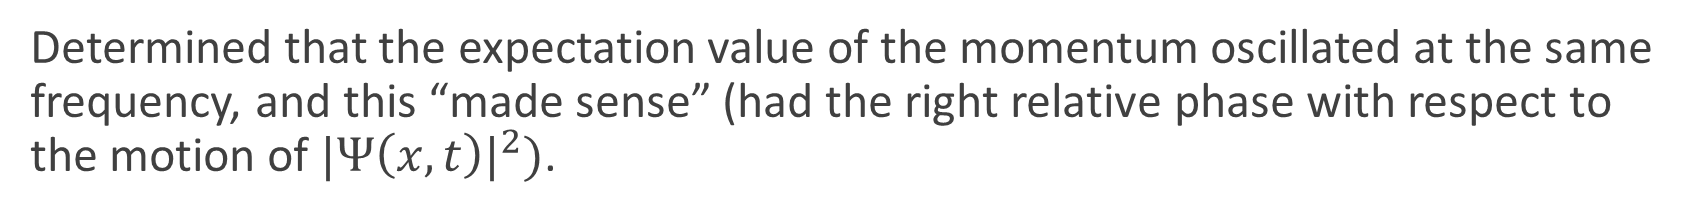 Determined that the expectation value of the momentum oscillated at the same
frequency, and this “made sense” (had the right relative phase with respect to
the motion of |Ψ(x, t)|²).